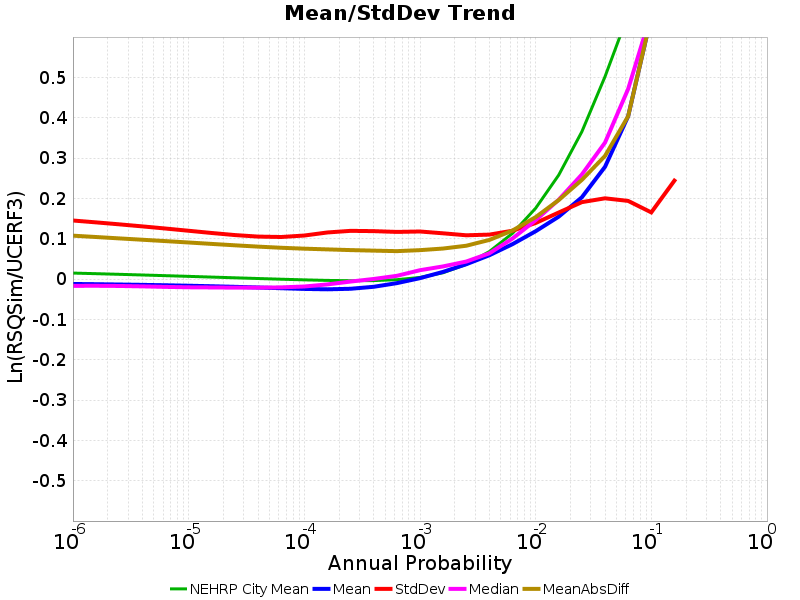 Mean/StdDev Trend
Ln(RSQSim/UCERF3)
0.5
0.4
0.3
0.2
0.1
0
-0.1
-0.2
-0.3
-0.4
-0.5
10^-6 10^-5 10^-4 10^-3 10^-2 10^-1 10^0
Annual Probability
NEHRP City Mean Mean StdDev Median MeanAbsDiff